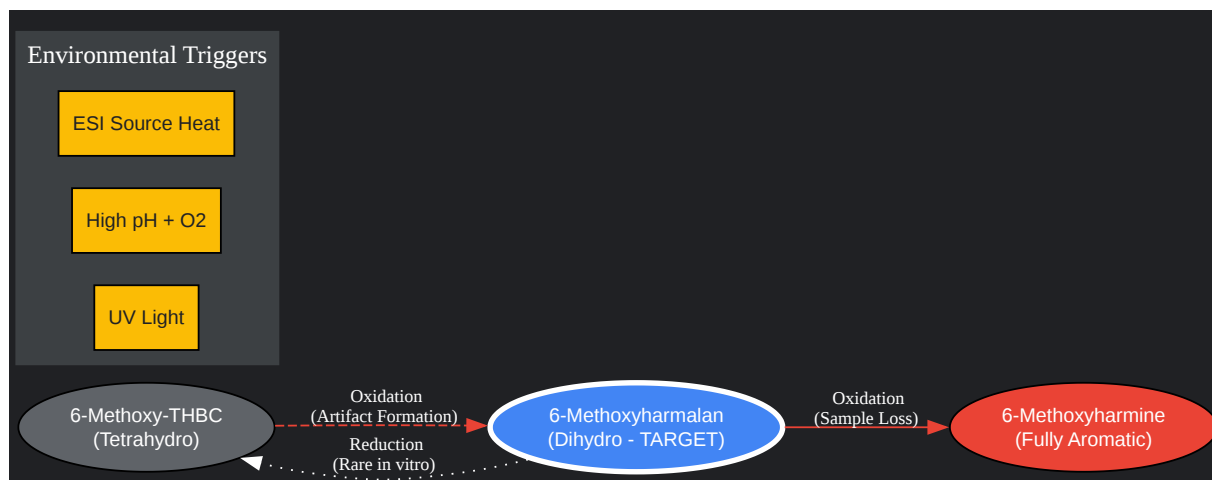 Environmental Triggers
ESI Source Heat
High pH + O2
UV Light
6-Methoxy-THBC
(Tetrahydro)
Oxidation
(Artifact Formation)
Reduction
(Rare in vitro)
6-Methoxyharmalan
(Dihydro - TARGET)
Oxidation
(Sample Loss)
6-Methoxyharmine
(Fully Aromatic)